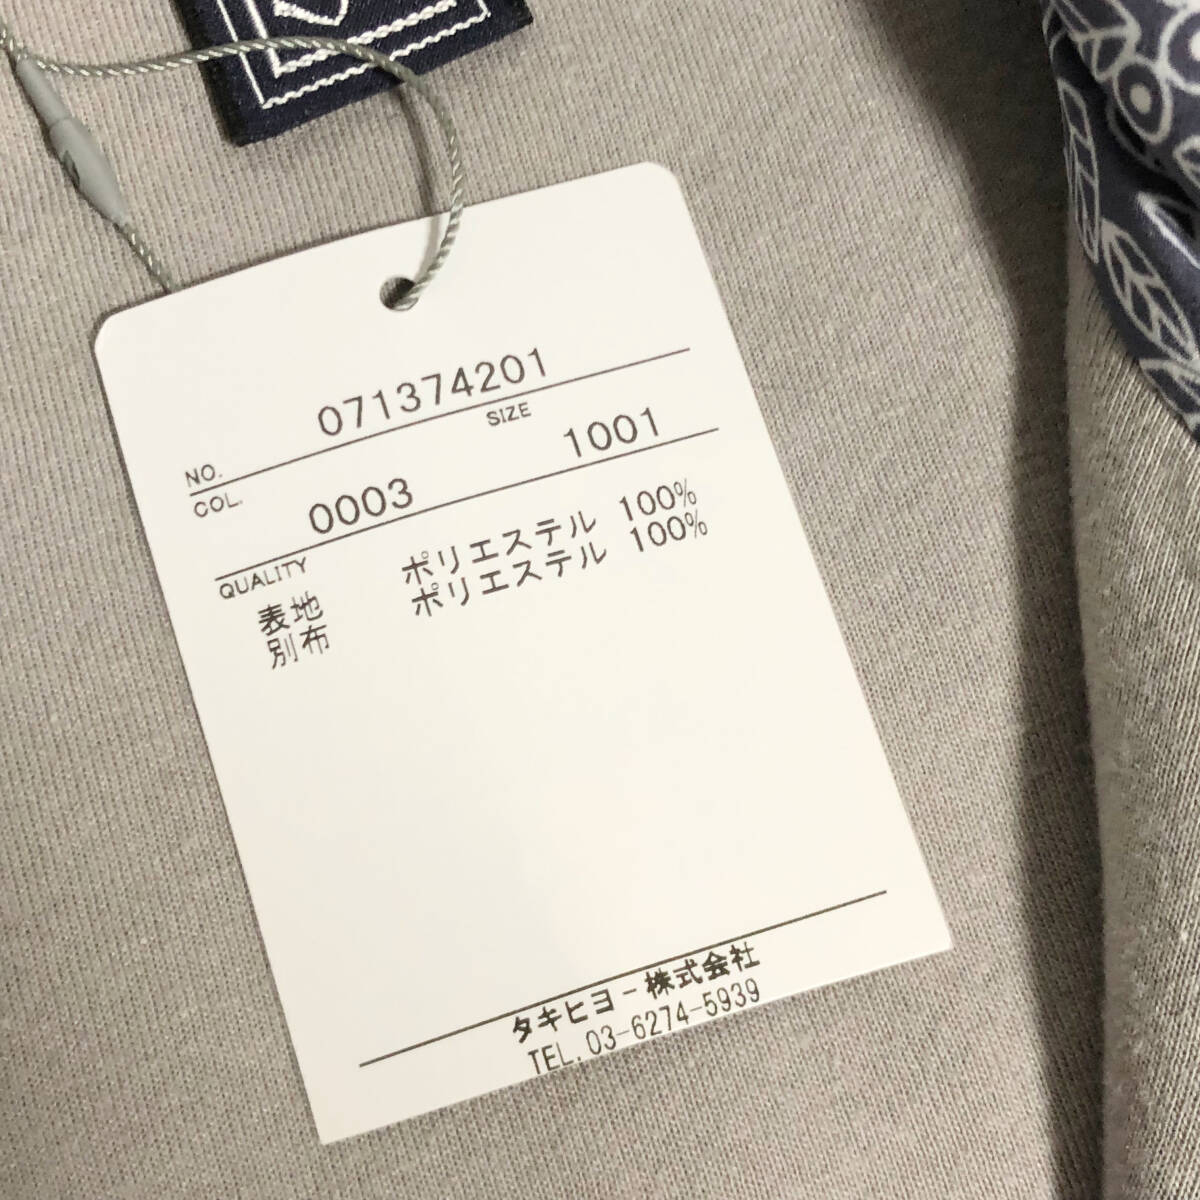 NO. 071374201
COL. SIZE
0003 1001
QUALITY
表地 ポリエステル 100%
別布 ポリエステル 100%
タキヒヨー株式会社
TEL. 03-6274-5939